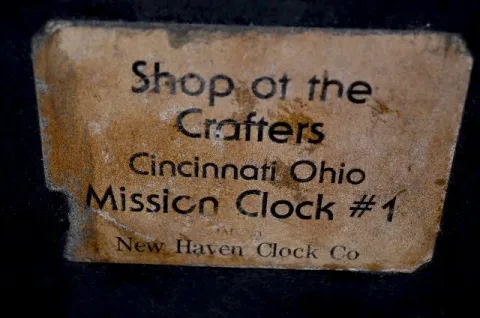 Shop of the
Crafters
Cincinnati Ohio
Mission Clock #1
New Haven Clock Co